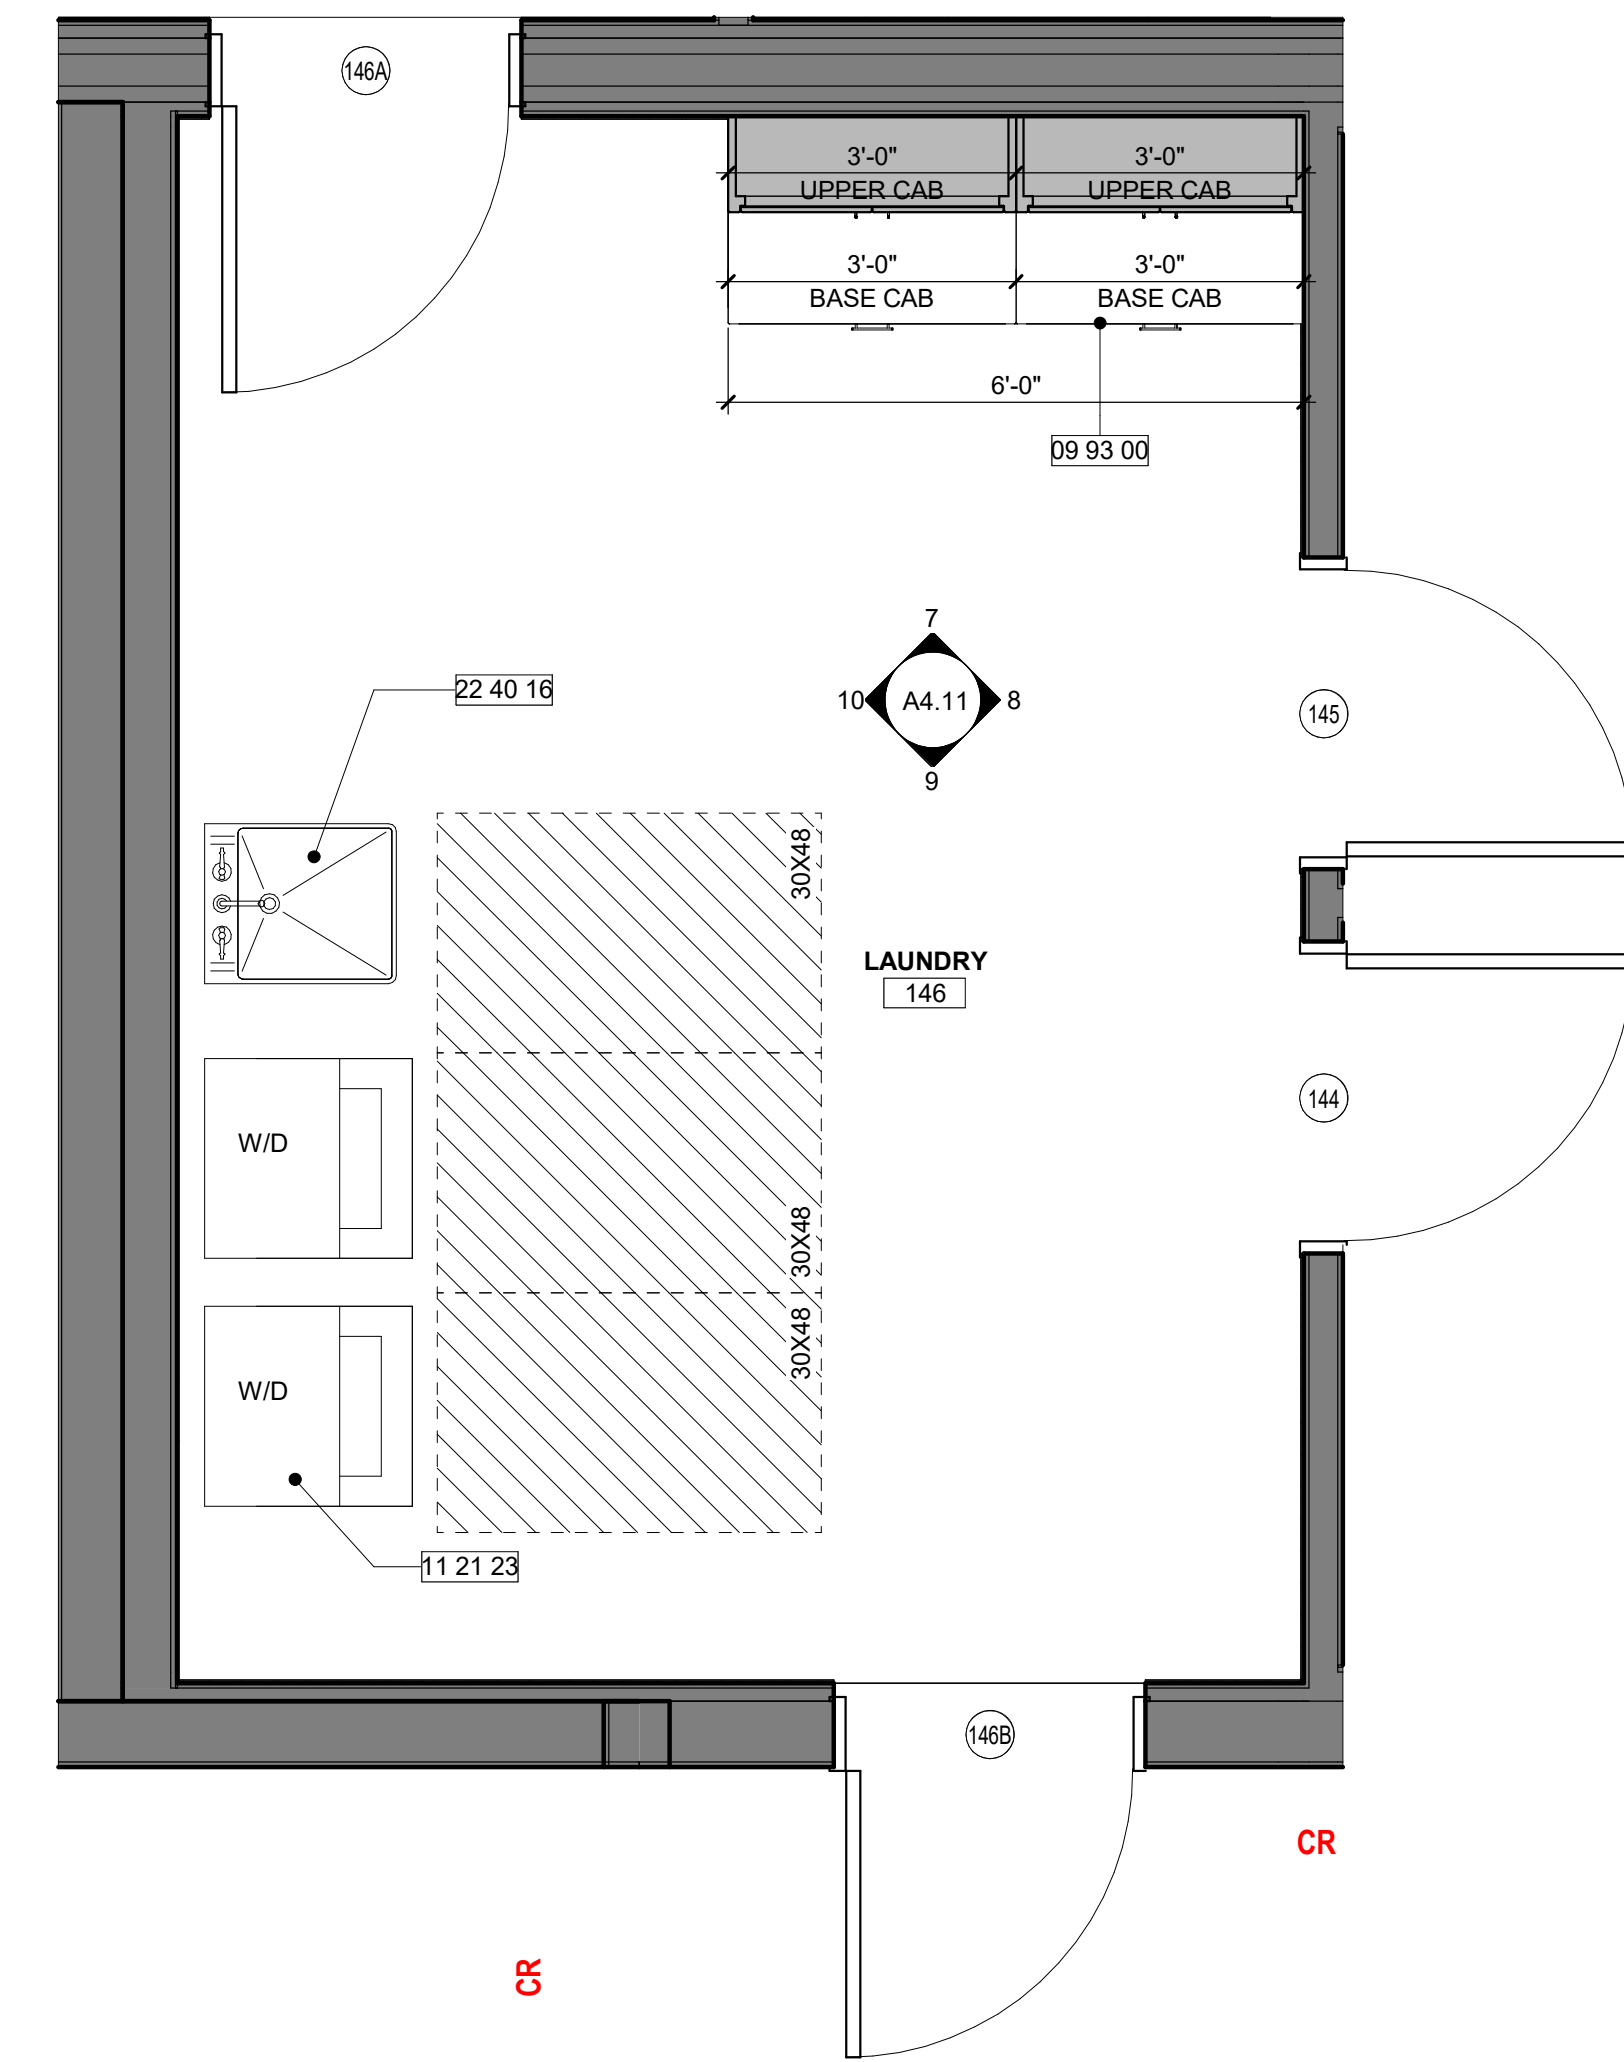 146A
3'-0"
3'-0"
UPPER CAB
UPPER CAB
3'-0"
3'-0"
BASE CAB
BASE CAB
6'-0"
09 93 00
7
22 40 16
10
A4.11
8
145
9
30X48
LAUNDRY
146
144
W/D
30X48
30X48
W/D
11 21 23
146B
CR
CR